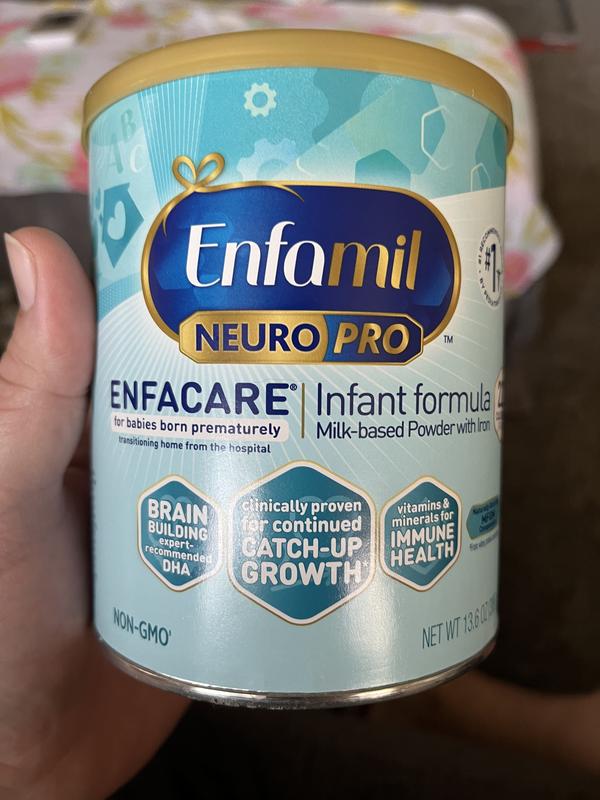 A B
C
Enfamil
NEURO PRO™
#1
ENFACARE®
for babies born prematurely
transitioning home from the hospital
Infant formula
Milk-based Powder with Iron
BRAIN
BUILDING
expert-
recommended
DHA
clinically proven
for continued
CATCH-UP
GROWTH*
vitamins &
minerals for
IMMUNE
HEALTH
NON-GMO
NET WT 13.6 OZ